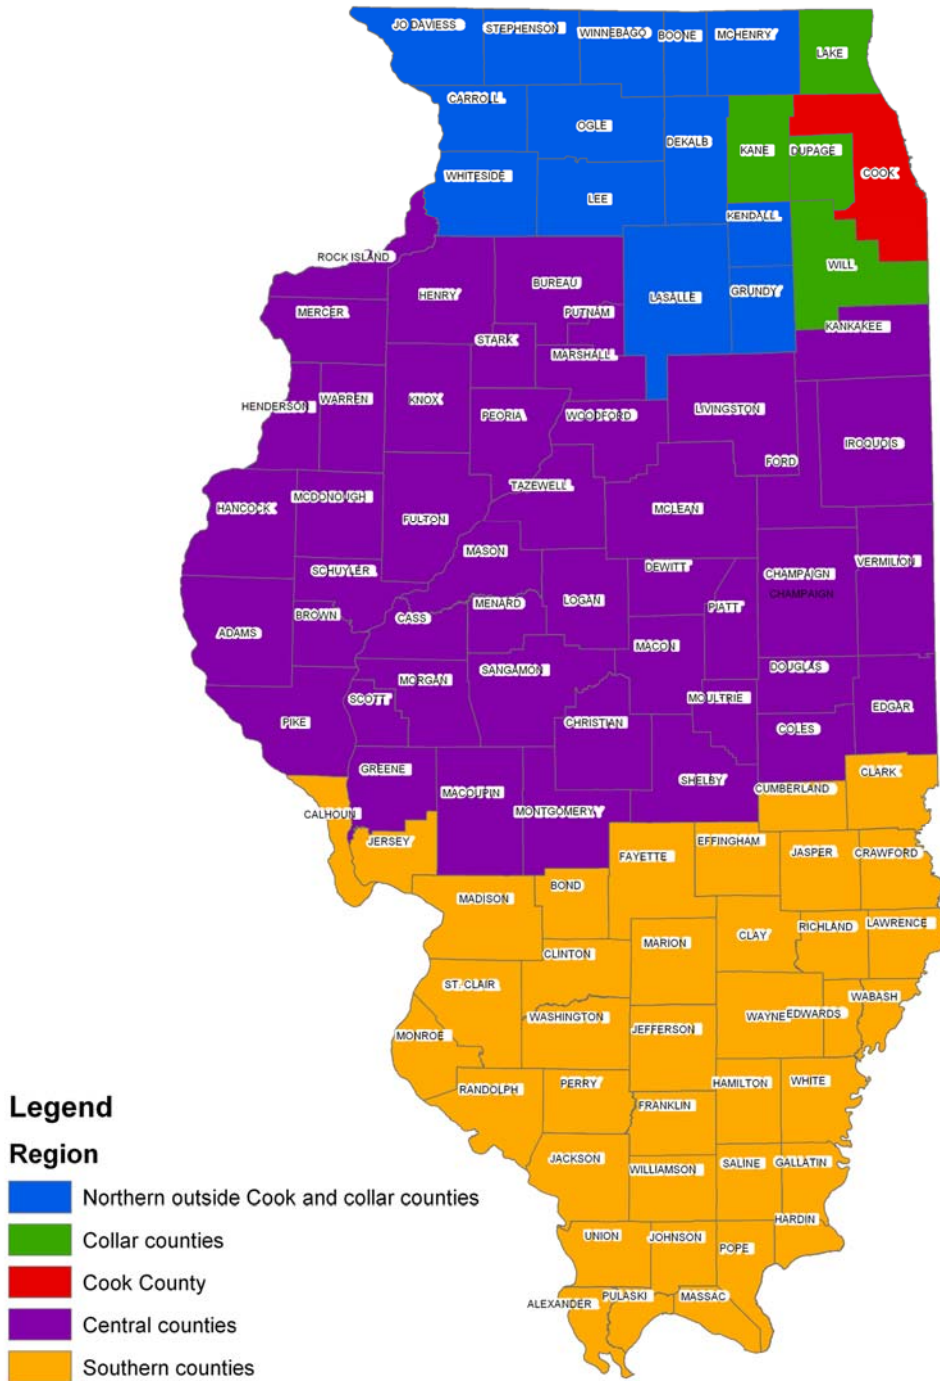 JO DAVIESS
STEPHENSON
WINNEBAGO
BOONE
MCHENRY
LAKE
CARROLL
OGLE
DEKALB
KANE
DUPAGE
COOK
WHITESIDE
LEE
KENDALL
ROCK ISLAND
HENRY
BUREAU
LASALLE
GRUNDY
WILL
MERCER
PUTNAM
KANKAKEE
STARK
MARSHALL
HENDERSON
WARREN
KNOX
PEORIA
WOODFORD
LIVINGSTON
IROQUOIS
FORD
HANCOCK
MCDONOUGH
FULTON
TAZEWELL
MCLEAN
MASON
SCHUYLER
DEWITT
CHAMPAIGN
VERMILION
CHAMPAIGN
ADAMS
BROWN
CASS
MENARD
LOGAN
PIATT
MACON
MORGAN
SANGAMON
DOUGLAS
SCOTT
MOULTRIE
EDGAR
PIKE
CHRISTIAN
COLES
GREENE
MACOUPIN
SHELBY
CUMBERLAND
CLARK
CALHOUN
MONTGOMERY
JERSEY
FAYETTE
EFFINGHAM
JASPER
CRAWFORD
MADISON
BOND
CLAY
RICHLAND
LAWRENCE
CLINTON
MARION
ST. CLAIR
WABASH
MONROE
WASHINGTON
JEFFERSON
WAYNE
EDWARDS
RANDOLPH
PERRY
HAMILTON
WHITE
FRANKLIN
JACKSON
WILLIAMSON
SALINE
GALLATIN
HARDIN
UNION
JOHNSON
POPE
ALEXANDER
PULASKI
MASSAC
Legend
Region
Northern outside Cook and collar counties
Collar counties
Cook County
Central counties
Southern counties